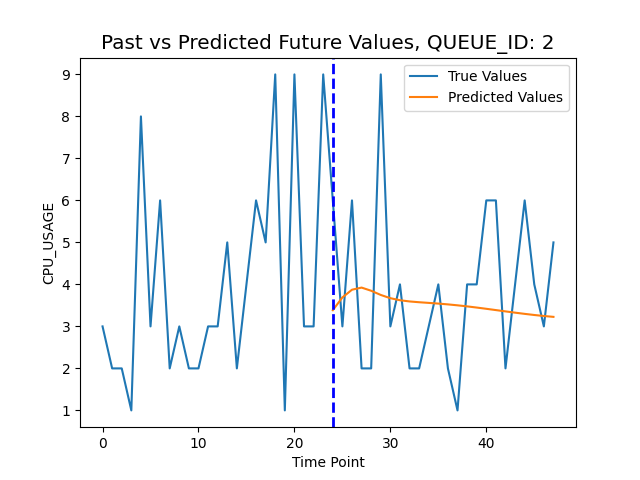 Past vs Predicted Future Values, QUEUE_ID: 2
True Values
Predicted Values
CPU_USAGE
9
8
7
6
5
4
3
2
1
0
10
20
30
40
Time Point